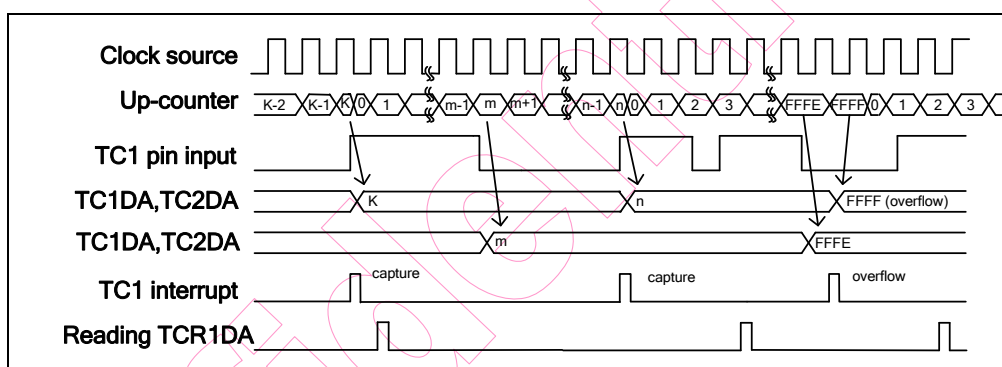 Clock source
Up-counter K-2 K-1 K 0 1 m-1 m m+1 n-1 n 0 1 2 3 FFFE FFFF 0 1 2 3
TC1 pin input
TC1DA,TC2DA K n FFFF (overflow)
TC1DA,TC2DA m FFFE
TC1 interrupt capture capture overflow
Reading TCR1DA